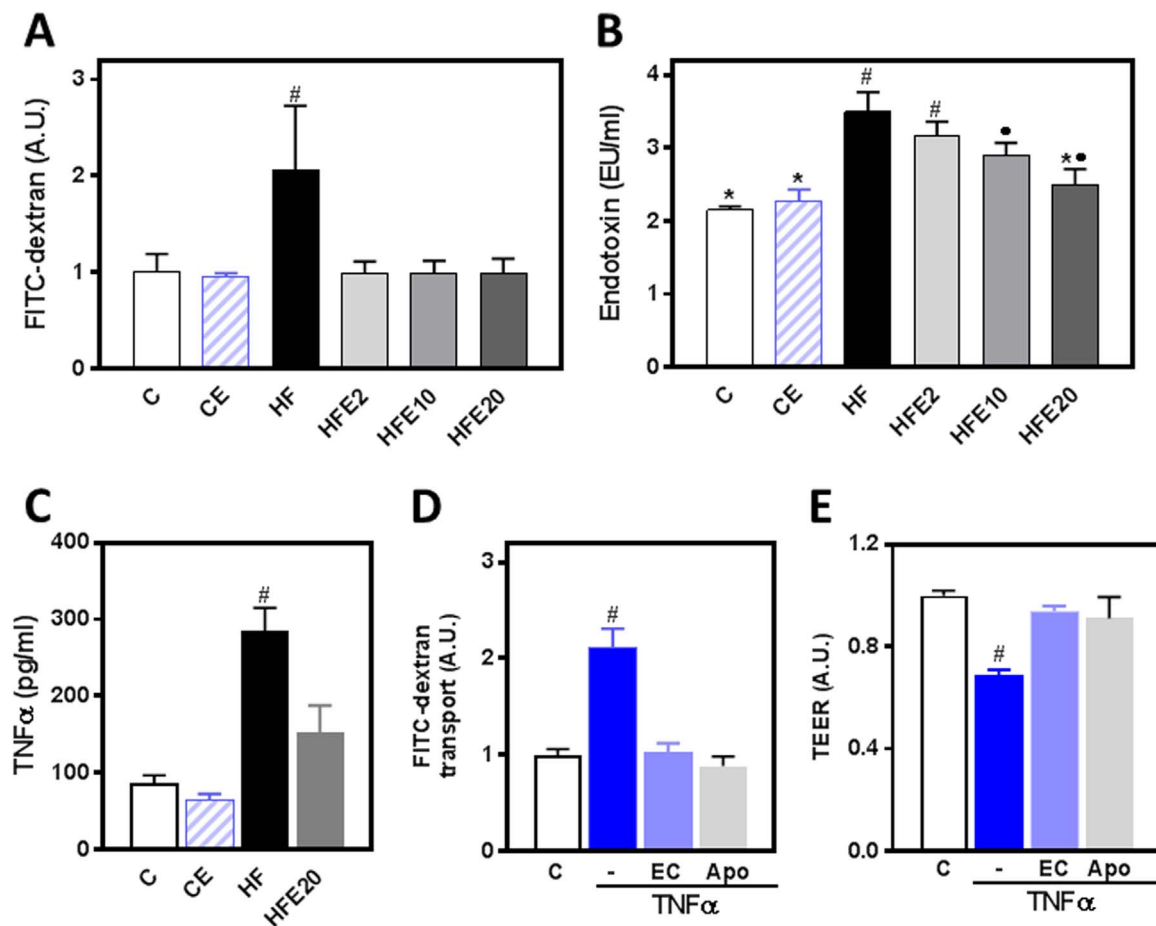 A
FITC-dextran (A.U.)
3
2
1
0
#
C
CE
HF
HFE2
HFE10
HFE20
B
Endotoxin (EU/ml)
4
3
2
1
0
*
*
#
#
•
*•
C
CE
HF
HFE2
HFE10
HFE20
C
TNFα (pg/ml)
400
300
200
100
0
#
C
CE
HF
HFE20
D
FITC-dextran
transport (A.U.)
3
2
1
0
#
C - EC Apo
TNFα
E
TEER (A.U.)
1.2
0.8
0.4
0.0
#
C - EC Apo
TNFα